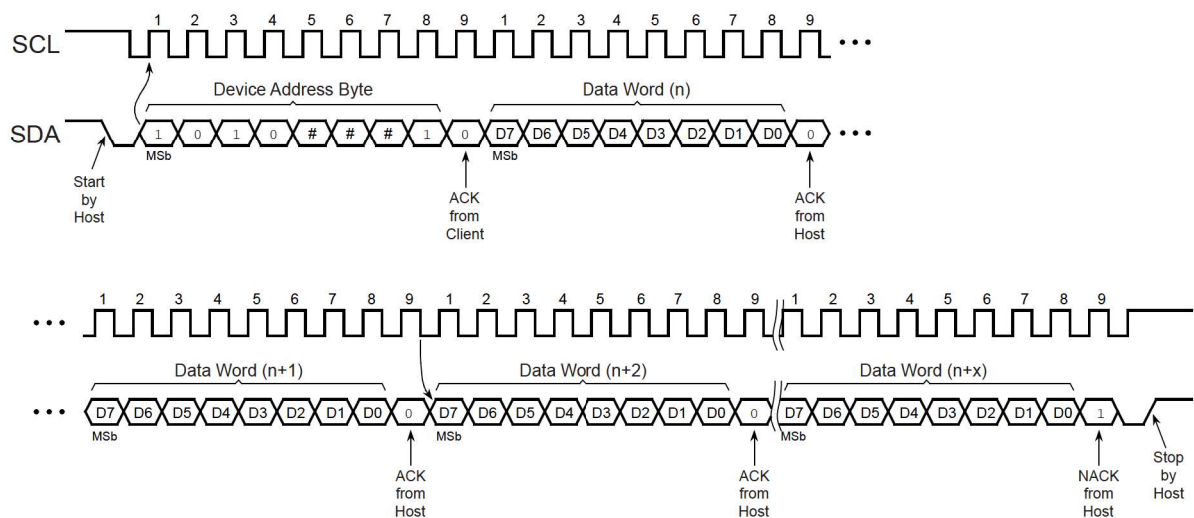 1 2 3 4 5 6 7 8 9 1 2 3 4 5 6 7 8 9
SCL •••
Device Address Byte Data Word (n)
SDA 1 0 1 0 # # # 1 0 D7 D6 D5 D4 D3 D2 D1 D0 0 •••
MSb MSb
Start
by
Host
ACK
from
Client
ACK
from
Host
1 2 3 4 5 6 7 8 9 1 2 3 4 5 6 7 8 9 1 2 3 4 5 6 7 8 9
•••
Data Word (n+1) Data Word (n+2) Data Word (n+x)
••• D7 D6 D5 D4 D3 D2 D1 D0 0 D7 D6 D5 D4 D3 D2 D1 D0 0 D7 D6 D5 D4 D3 D2 D1 D0 1
MSb MSb MSb
ACK
from
Host
ACK
from
Host
NACK
from
Host
Stop
by
Host